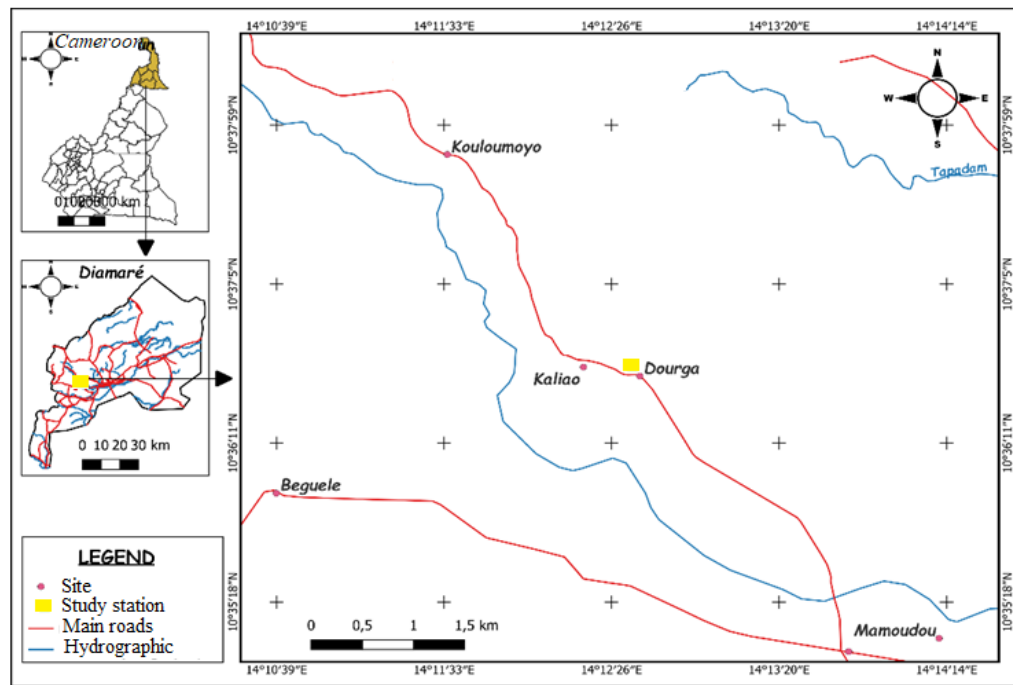 Cameroon
N
W E
S
km
Diamaré
0 10 20 30 km
LEGEND
Site
Study station
Main roads
Hydrographic
14°10'39"E 14°11'33"E 14°12'26"E 14°13'20"E 14°14'14"E
10°37'59"N 10°37'59"N
10°37'5"N 10°37'5"N
10°36'11"N 10°36'11"N
10°35'18"N 10°35'18"N
Kouloumoyo
Tapadam
Kaliao
Dourga
Beguele
Mamoudou
0 0,5 1 1,5 km
14°10'39"E 14°11'33"E 14°12'26"E 14°13'20"E 14°14'14"E